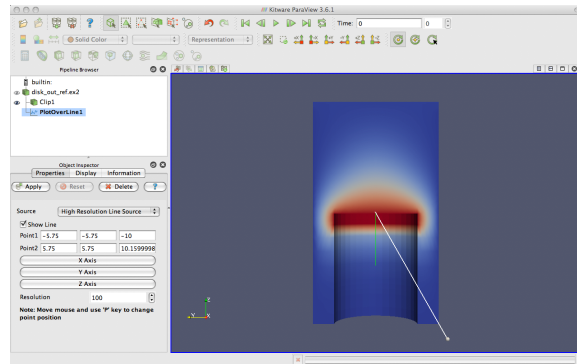 Kitware ParaView 3.6.1
Time: 0 0
Solid Color Representation
Pipeline Browser
builtin:
disk_out_ref.ex2
Clip1
PlotOverLine1
Object Inspector
Properties Display Information
Apply Reset Delete ?
Source High Resolution Line Source
Show Line
Point1 -5.75 -5.75 -10
Point2 5.75 5.75 10.1599998
X Axis
Y Axis
Z Axis
Resolution 100
Note: Move mouse and use 'P' key to change
point position
Z
Y X